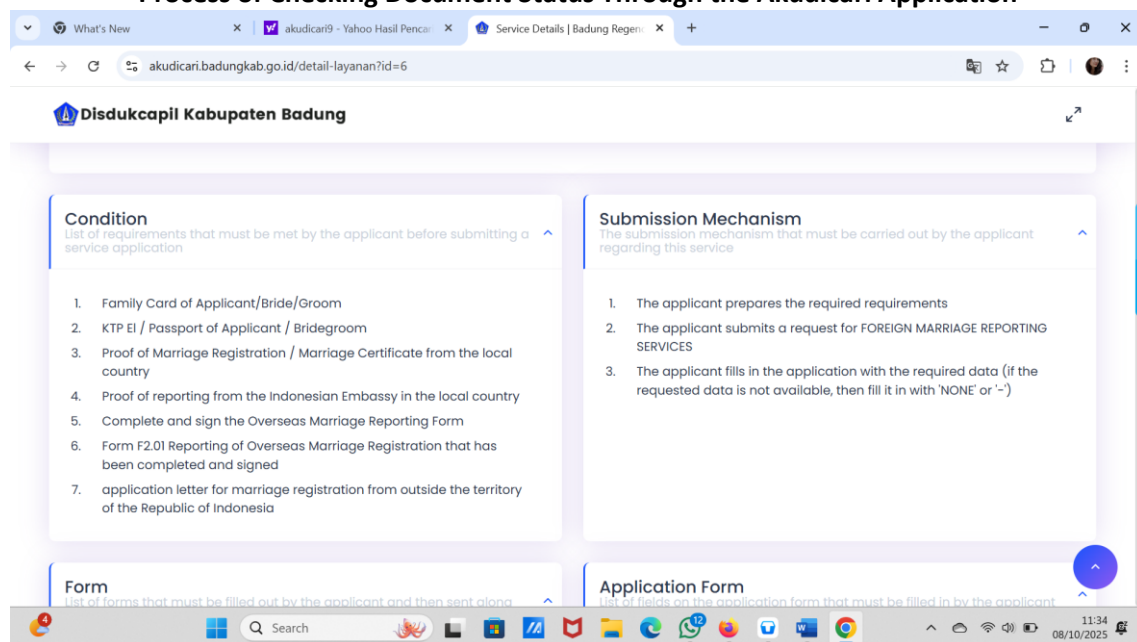 Process of Checking Document Status Through the Akudicari Application
What's New
akudicari9 - Yahoo Hasil Pencar
Service Details | Badung Regen
akudicari.badungkab.go.id/detail-layanan?id=6
Disdukcapil Kabupaten Badung
Condition
List of requirements that must be met by the applicant before submitting a
service application
1. Family Card of Applicant/Bride/Groom
2. KTP El / Passport of Applicant / Bridegroom
3. Proof of Marriage Registration / Marriage Certificate from the local
country
4. Proof of reporting from the Indonesian Embassy in the local country
5. Complete and sign the Overseas Marriage Reporting Form
6. Form F2.01 Reporting of Overseas Marriage Registration that has
been completed and signed
7. application letter for marriage registration from outside the territory
of the Republic of Indonesia
Submission Mechanism
The submission mechanism that must be carried out by the applicant
regarding this service
1. The applicant prepares the required requirements
2. The applicant submits a request for FOREIGN MARRIAGE REPORTING
SERVICES
3. The applicant fills in the application with the required data (if the
requested data is not available, then fill it in with 'NONE' or '-')
Form
List of forms that must be filled out by the applicant and then sent along
Application Form
List of fields on the application form that must be filled in by the applicant
4
Search
2
11:34
08/10/2025